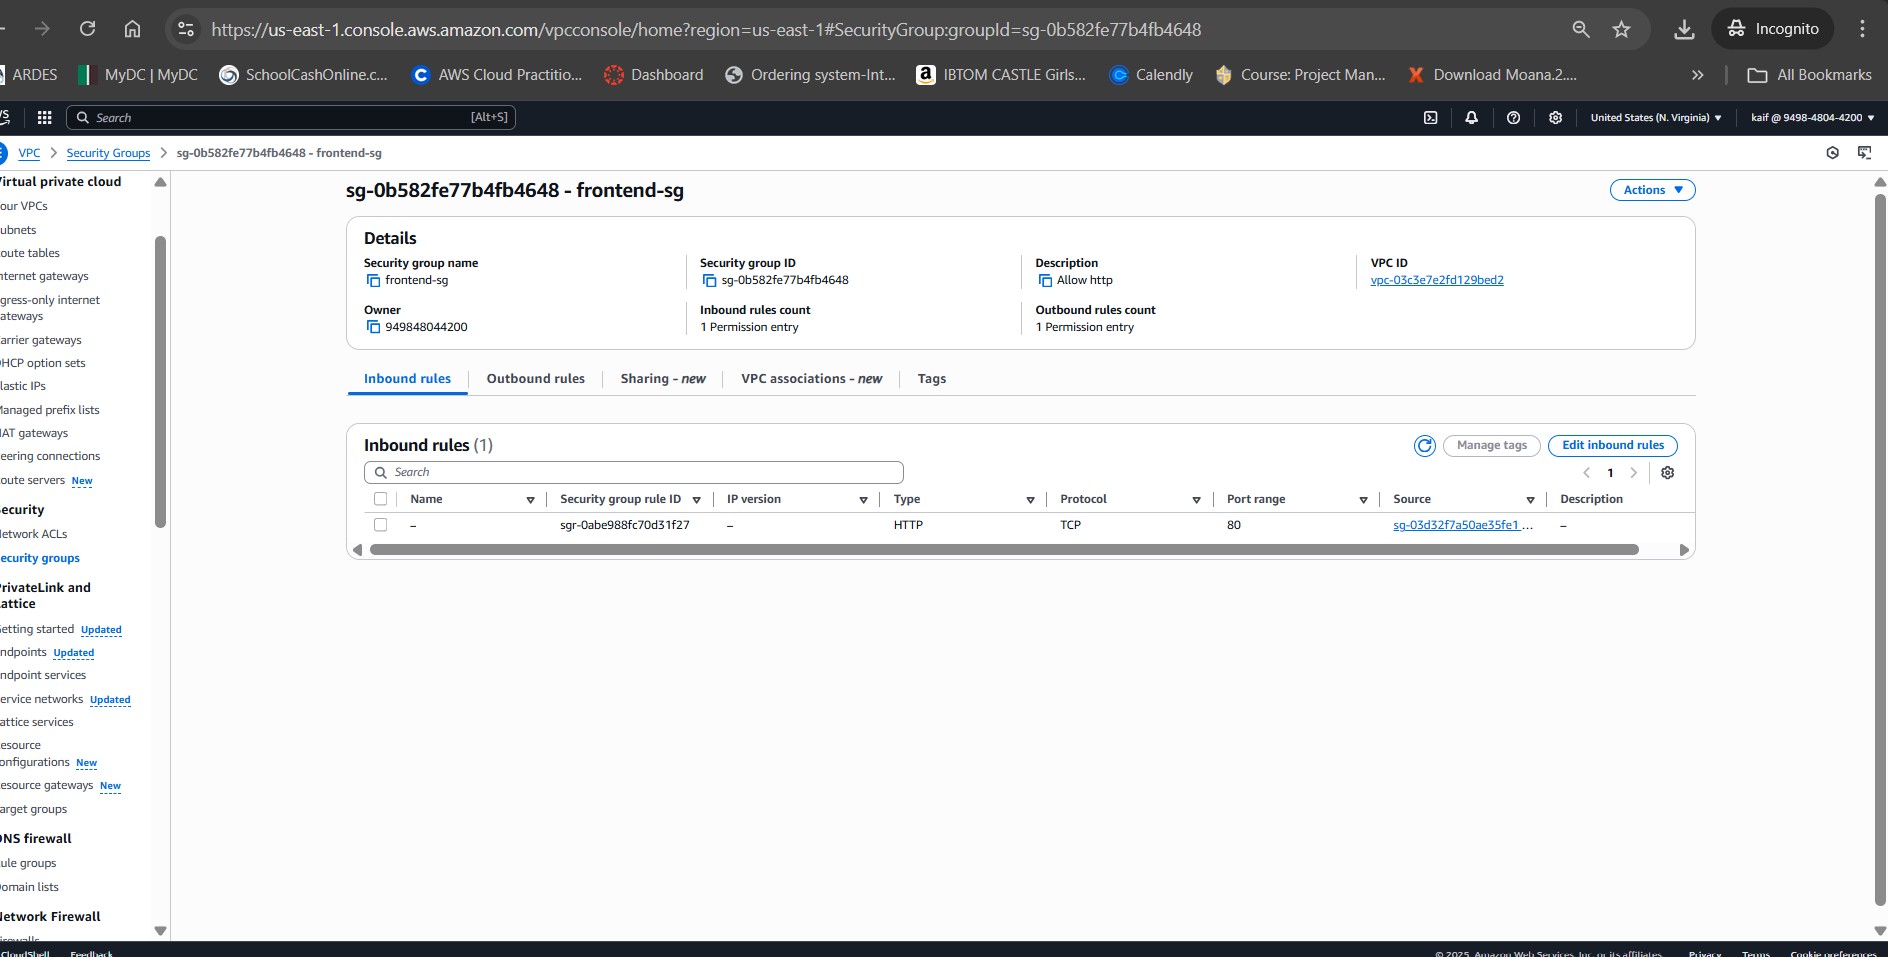 https://us-east-1.console.aws.amazon.com/vpcconsole/home?region=us-east-1#SecurityGroup:groupId=sg-0b582fe77b4fb4648
Incognito
ARDES
MyDC | MyDC
SchoolCashOnline.c...
AWS Cloud Practitio...
Dashboard
Ordering system-Int...
IBTOM CASTLE Girls...
Calendly
Course: Project Man...
Download Moana.2....
All Bookmarks
Search
[Alt+S]
United States (N. Virginia)
kaif @ 9498-4804-4200
VPC
Security Groups
sg-0b582fe77b4fb4648 - frontend-sg
irtual private cloud
our VPCs
ubnets
oute tables
nternet gateways
gress-only internet
ateways
arrier gateways
HCP option sets
lastic IPs
Managed prefix lists
AT gateways
eering connections
oute servers New
ecurity
etwork ACLs
ecurity groups
PrivateLink and
attice
etting started Updated
ndpoints Updated
ndpoint services
ervice networks Updated
attice services
esource
onfigurations New
esource gateways New
arget groups
DNS firewall
ule groups
omain lists
Network Firewall
sg-0b582fe77b4fb4648 - frontend-sg
Actions
Details
Security group name
frontend-sg
Security group ID
sg-0b582fe77b4fb4648
Description
Allow http
VPC ID
vpc-03c3e7e2fd129bed2
Owner
949848044200
Inbound rules count
1 Permission entry
Outbound rules count
1 Permission entry
Inbound rules
Outbound rules
Sharing - new
VPC associations - new
Tags
Inbound rules (1)
Manage tags
Edit inbound rules
Search
1
Name
Security group rule ID
IP version
Type
Protocol
Port range
Source
Description
– sgr-0abe988fc70d31f27 – HTTP TCP 80 sg-03d32f7a50ae35fe1 ... –
CloudShell
Feedback
© 2025, Amazon Web Services, Inc. or its affiliates.
Privacy
Terms
Cookie preferences